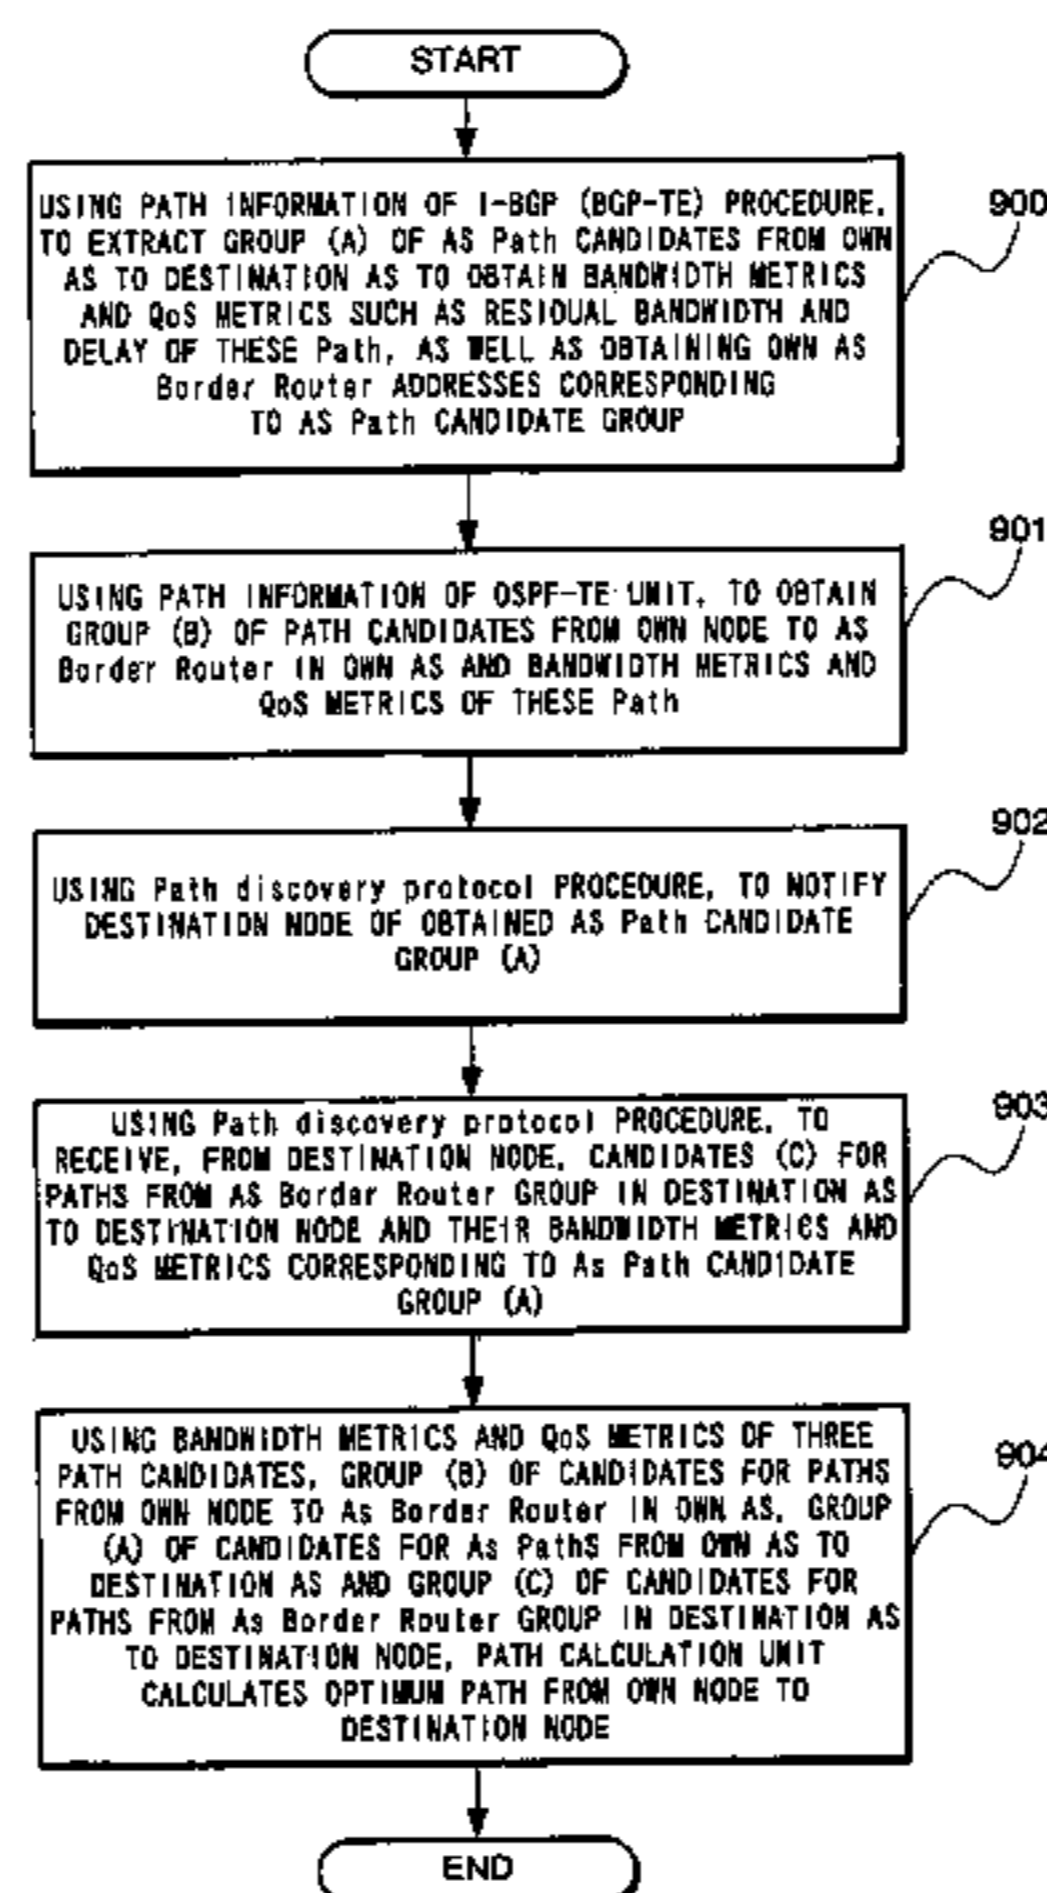 START
USING PATH INFORMATION OF I-BGP (BGP-TE) PROCEDURE,
TO EXTRACT GROUP (A) OF AS Path CANDIDATES FROM OWN
AS TO DESTINATION AS TO OBTAIN BANDWIDTH METRICS
AND QoS METRICS SUCH AS RESIDUAL BANDWIDTH AND
DELAY OF THESE Path, AS WELL AS OBTAINING OWN AS
Border Router ADDRESSES CORRESPONDING
TO AS Path CANDIDATE GROUP
900
USING PATH INFORMATION OF OSPF-TE UNIT, TO OBTAIN
GROUP (B) OF PATH CANDIDATES FROM OWN NODE TO AS
Border Router IN OWN AS AND BANDWIDTH METRICS AND
QoS METRICS OF THESE Path
901
USING Path discovery protocol PROCEDURE, TO NOTIFY
DESTINATION NODE OF OBTAINED AS Path CANDIDATE
GROUP (A)
902
USING Path discovery protocol PROCEDURE, TO
RECEIVE, FROM DESTINATION NODE, CANDIDATES (C) FOR
PATHS FROM AS Border Router GROUP IN DESTINATION AS
TO DESTINATION NODE AND THEIR BANDWIDTH METRICS AND
QoS METRICS CORRESPONDING TO As Path CANDIDATE
GROUP (A)
903
USING BANDWIDTH METRICS AND QoS METRICS OF THREE
PATH CANDIDATES, GROUP (B) OF CANDIDATES FOR PATHS
FROM OWN NODE TO As Border Router IN OWN AS, GROUP
(A) OF CANDIDATES FOR As PathS FROM OWN AS TO
DESTINATION AS AND GROUP (C) OF CANDIDATES FOR
PATHS FROM As Border Router GROUP IN DESTINATION AS
TO DESTINATION NODE, PATH CALCULATION UNIT
CALCULATES OPTIMUM PATH FROM OWN NODE TO
DESTINATION NODE
904
END